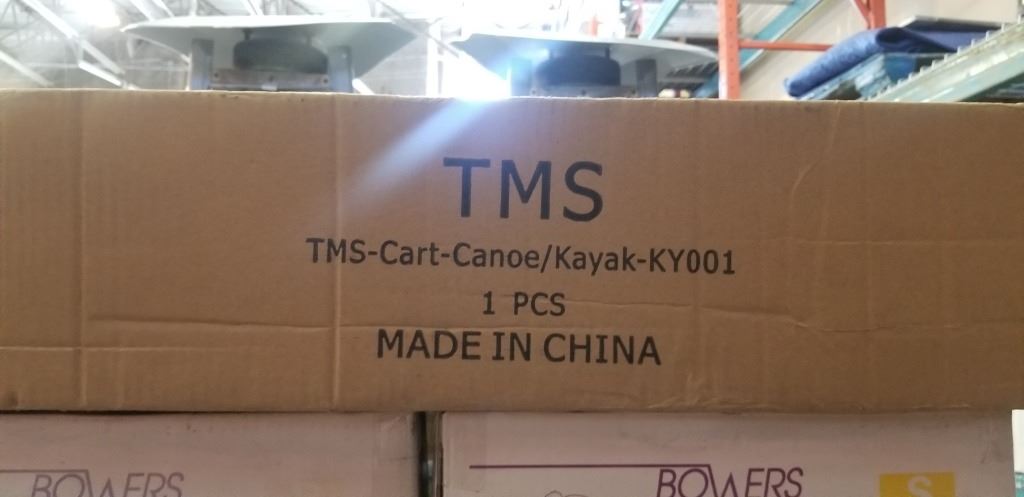 TMS
TMS-Cart-Canoe/Kayak-KY001
1 PCS
MADE IN CHINA
BOWERS
BOWERS
S